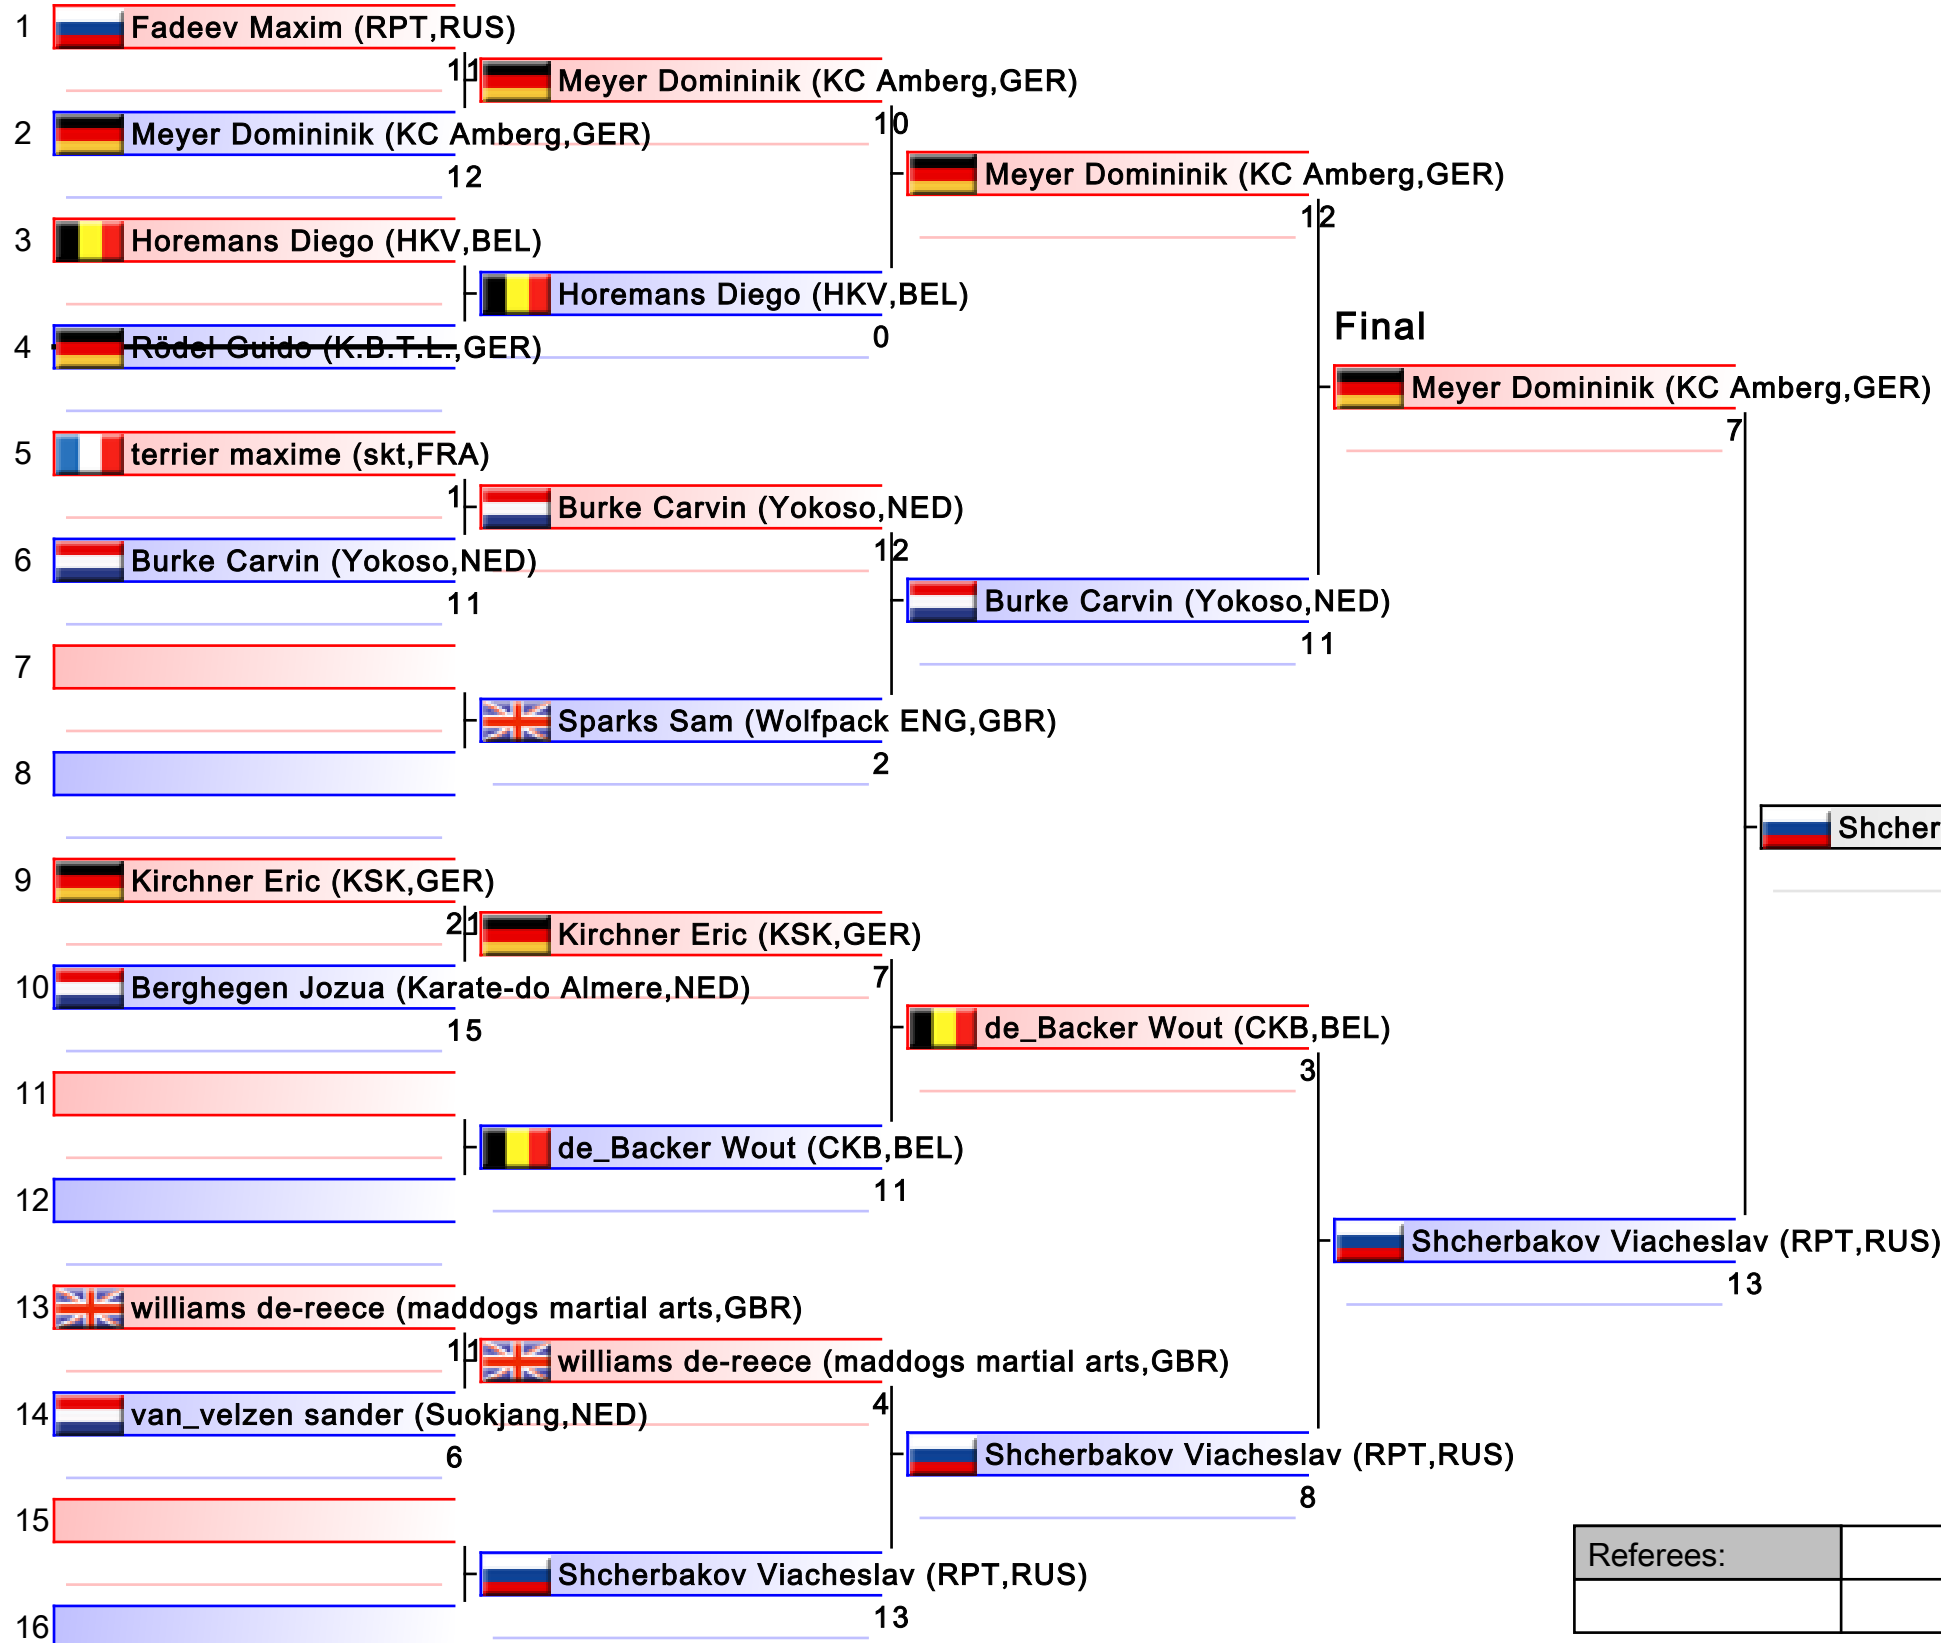 1 Fadeev Maxim (RPT,RUS)
11
Meyer Domininik (KC Amberg,GER)
10
2 Meyer Domininik (KC Amberg,GER)
12
Meyer Domininik (KC Amberg,GER)
12
3 Horemans Diego (HKV,BEL)
Horemans Diego (HKV,BEL)
0
4 Rödel Guido (K.B.T.L.,GER)
Final
Meyer Domininik (KC Amberg,GER)
7
5 terrier maxime (skt,FRA)
1
Burke Carvin (Yokoso,NED)
12
6 Burke Carvin (Yokoso,NED)
11
Burke Carvin (Yokoso,NED)
11
7
Sparks Sam (Wolfpack ENG,GBR)
2
8
Shcher
9 Kirchner Eric (KSK,GER)
21
Kirchner Eric (KSK,GER)
7
10 Berghegen Jozua (Karate-do Almere,NED)
15
de_Backer Wout (CKB,BEL)
3
11
de_Backer Wout (CKB,BEL)
11
12
Shcherbakov Viacheslav (RPT,RUS)
13
13 williams de-reece (maddogs martial arts,GBR)
11
williams de-reece (maddogs martial arts,GBR)
4
14 van_velzen sander (Suokjang,NED)
6
Shcherbakov Viacheslav (RPT,RUS)
8
15
Shcherbakov Viacheslav (RPT,RUS)
13
16
Referees: